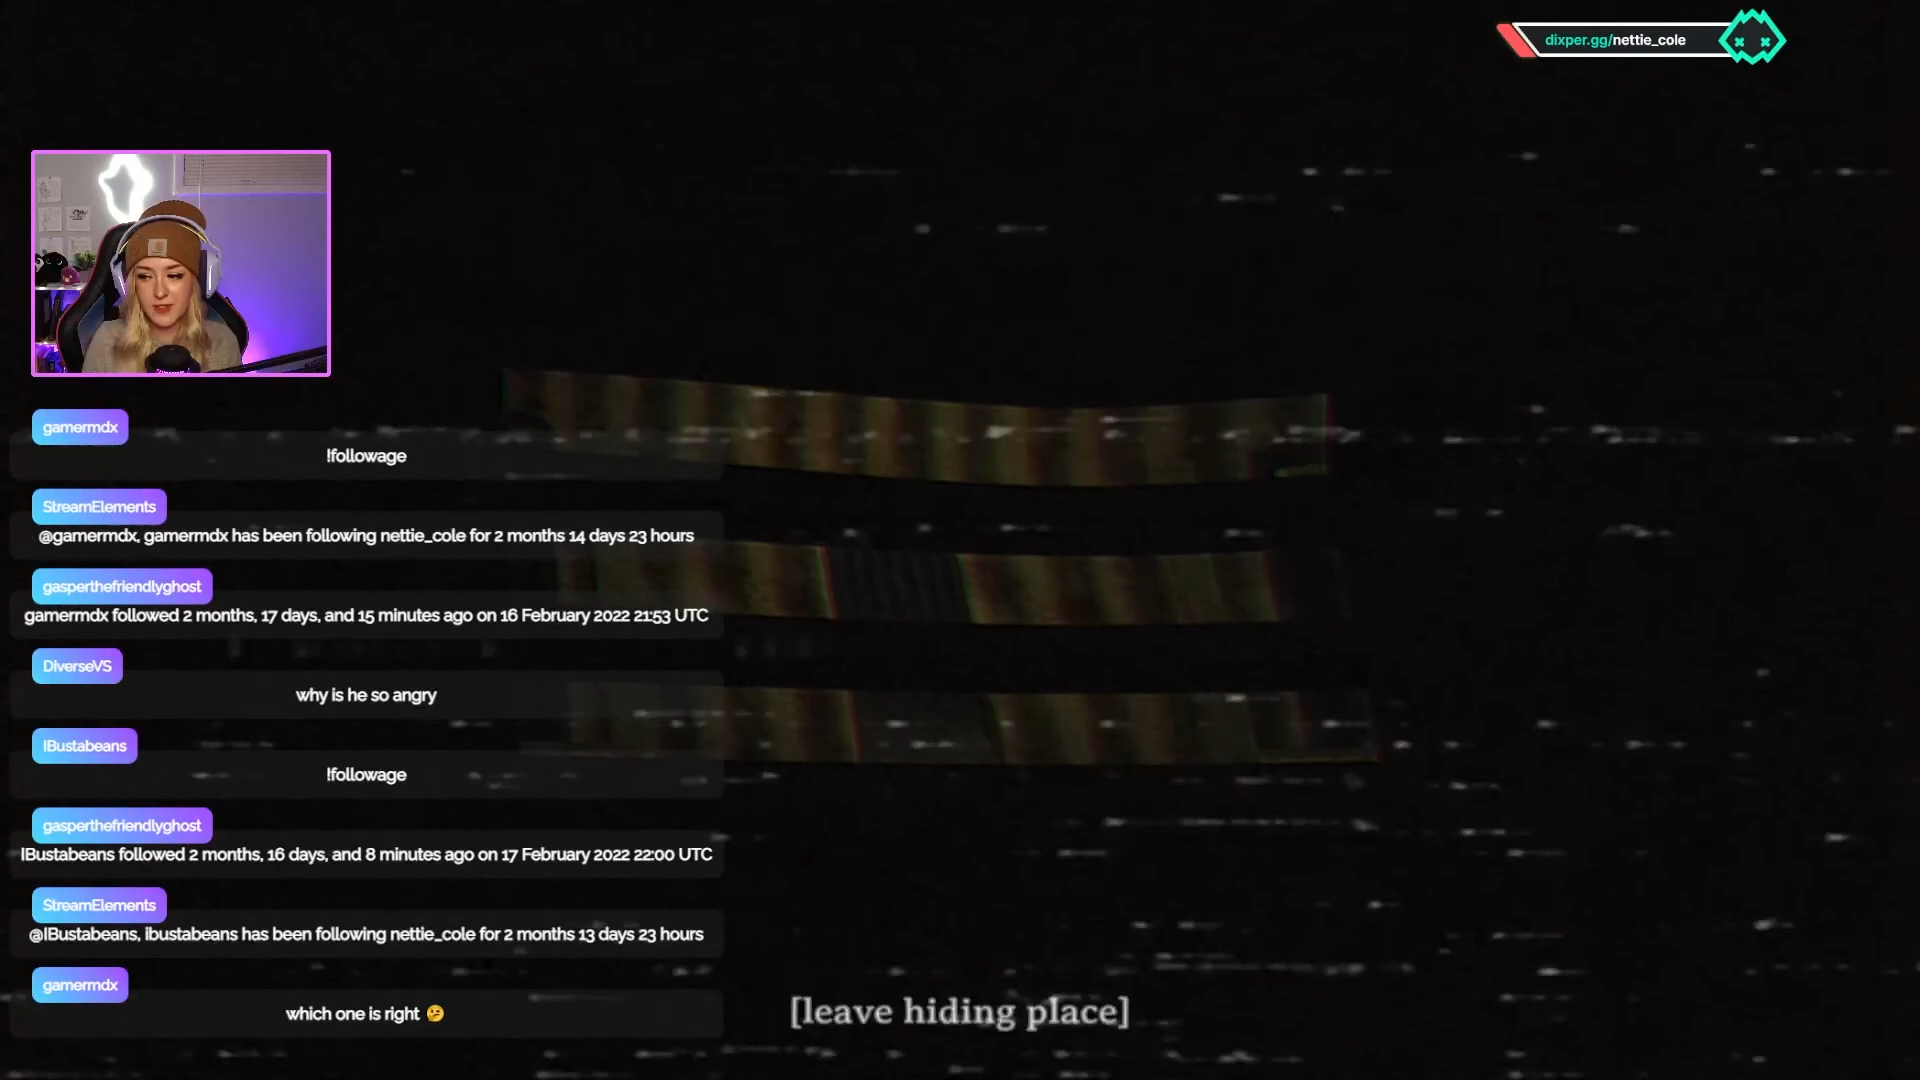 dixper.gg/nettie_cole
gamermdx
!followage
StreamElements
@gamermdx, gamermdx has been following nettie_cole for 2 months 14 days 23 hours
gasperthefriendlyghost
gamermdx followed 2 months, 17 days, and 15 minutes ago on 16 February 2022 21:53 UTC
DiverseVS
why is he so angry
IBustabeans
!followage
gasperthefriendlyghost
IBustabeans followed 2 months, 16 days, and 8 minutes ago on 17 February 2022 22:00 UTC
StreamElements
@IBustabeans, ibustabeans has been following nettie_cole for 2 months 13 days 23 hours
gamermdx
which one is right 🤔
[leave hiding place]